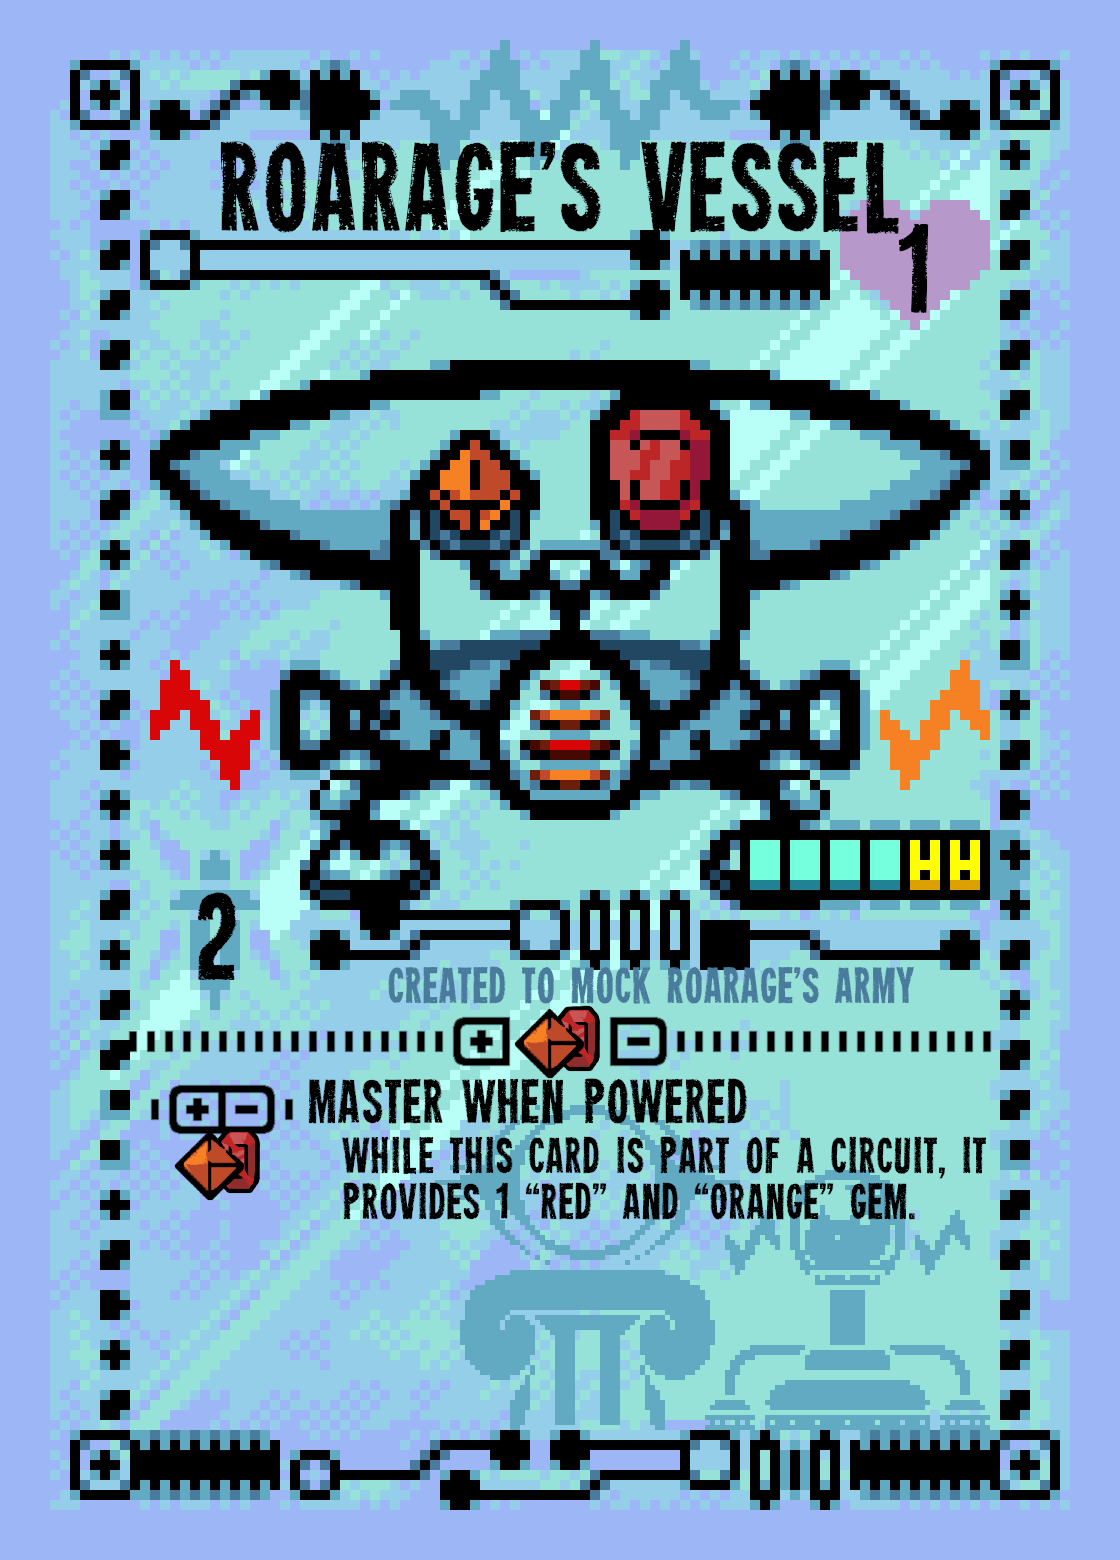 ROARAGE'S VESSEL
1
2
CREATED TO MOCK ROARAGE'S ARMY
MASTER WHEN POWERED
WHILE THIS CARD IS PART OF A CIRCUIT, IT
PROVIDES 1 “RED” AND “ORANGE” GEM.